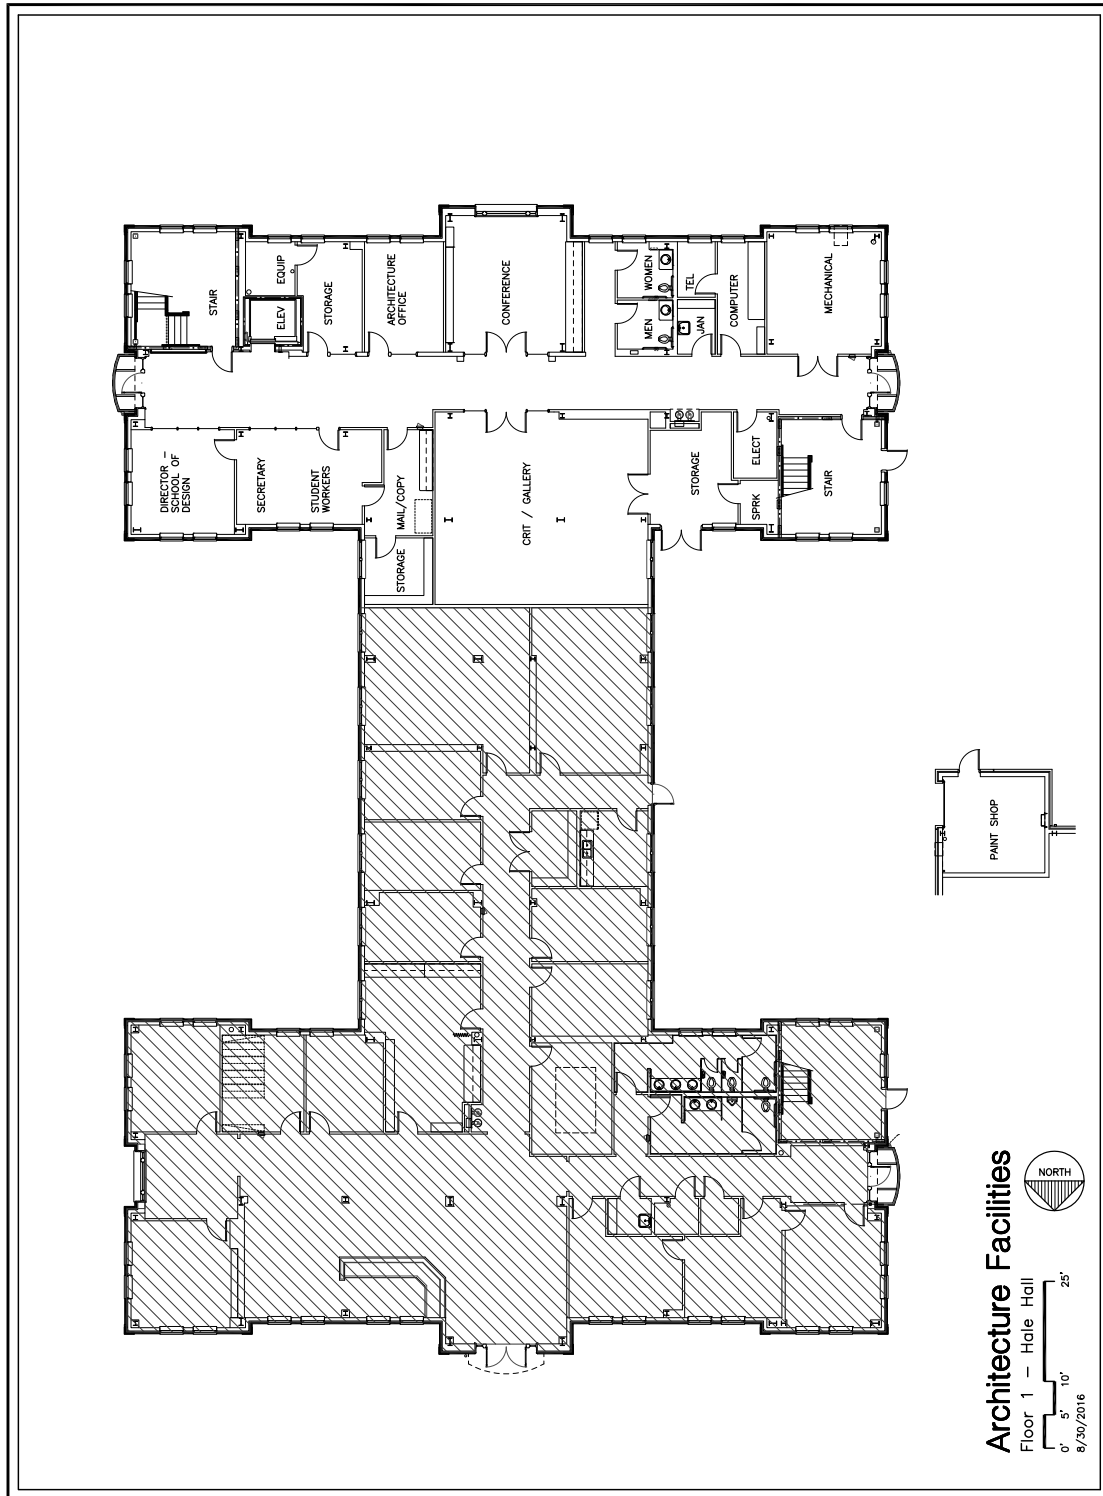 STAIR
EQUIP
ELEV
STORAGE
ARCHITECTURE
OFFICE
CONFERENCE
WOMEN
MEN
TEL
JAN
COMPUTER
MECHANICAL
DIRECTOR –
SCHOOL OF
DESIGN
SECRETARY
STUDENT
WORKERS
MAIL/COPY
STORAGE
CRIT / GALLERY
STORAGE
ELECT
SPRK
STAIR
PAINT SHOP
NORTH
Architecture Facilities
Floor 1 – Hale Hall
0' 5' 10' 25'
8/30/2016